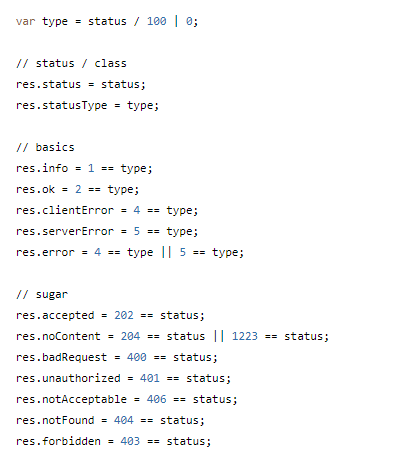 var type = status / 100 | 0;
// status / class
res.status = status;
res.statusType = type;
// basics
res.info = 1 == type;
res.ok = 2 == type;
res.clientError = 4 == type;
res.serverError = 5 == type;
res.error = 4 == type || 5 == type;
// sugar
res.accepted = 202 == status;
res.noContent = 204 == status || 1223 == status;
res.badRequest = 400 == status;
res.unauthorized = 401 == status;
res.notAcceptable = 406 == status;
res.notFound = 404 == status;
res.forbidden = 403 == status;